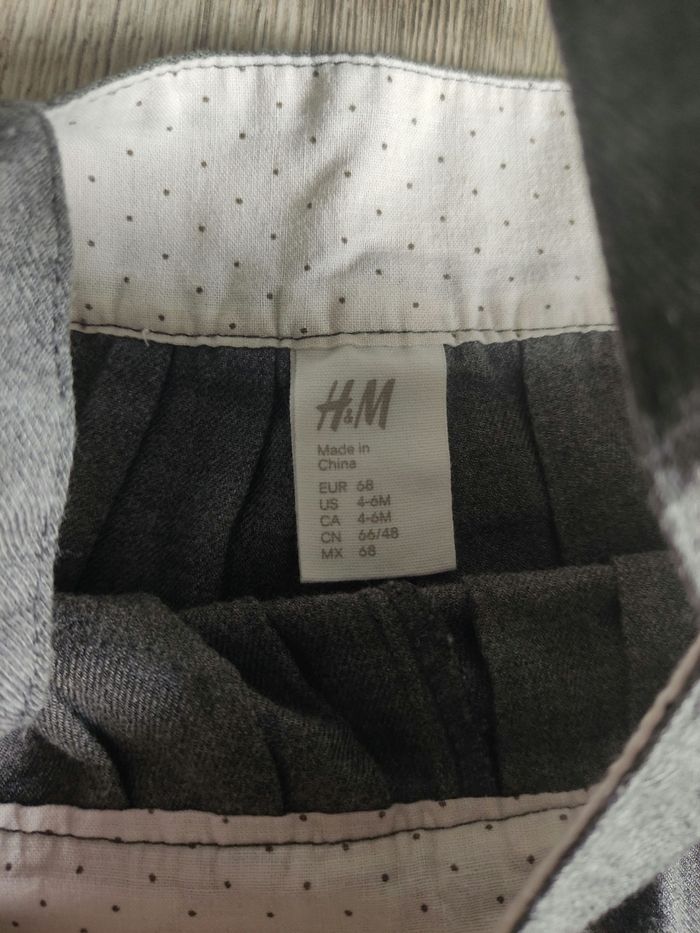 H&M
Made in
China
EUR 68
US 4-6M
CA 4-6M
CN 66/48
MX 68